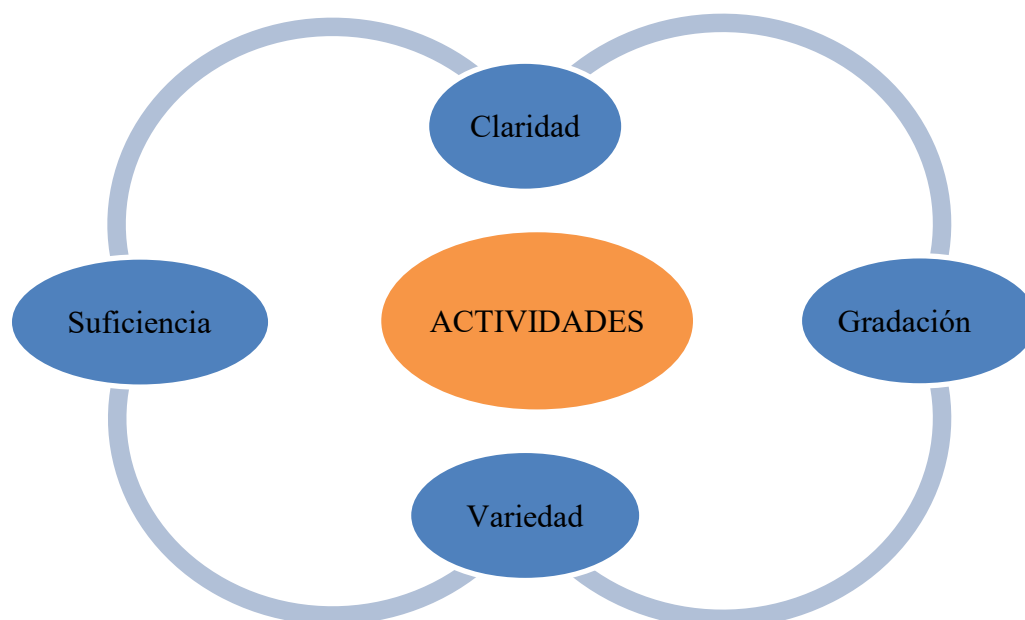 Claridad
Suficiencia
ACTIVIDADES
Gradación
Variedad